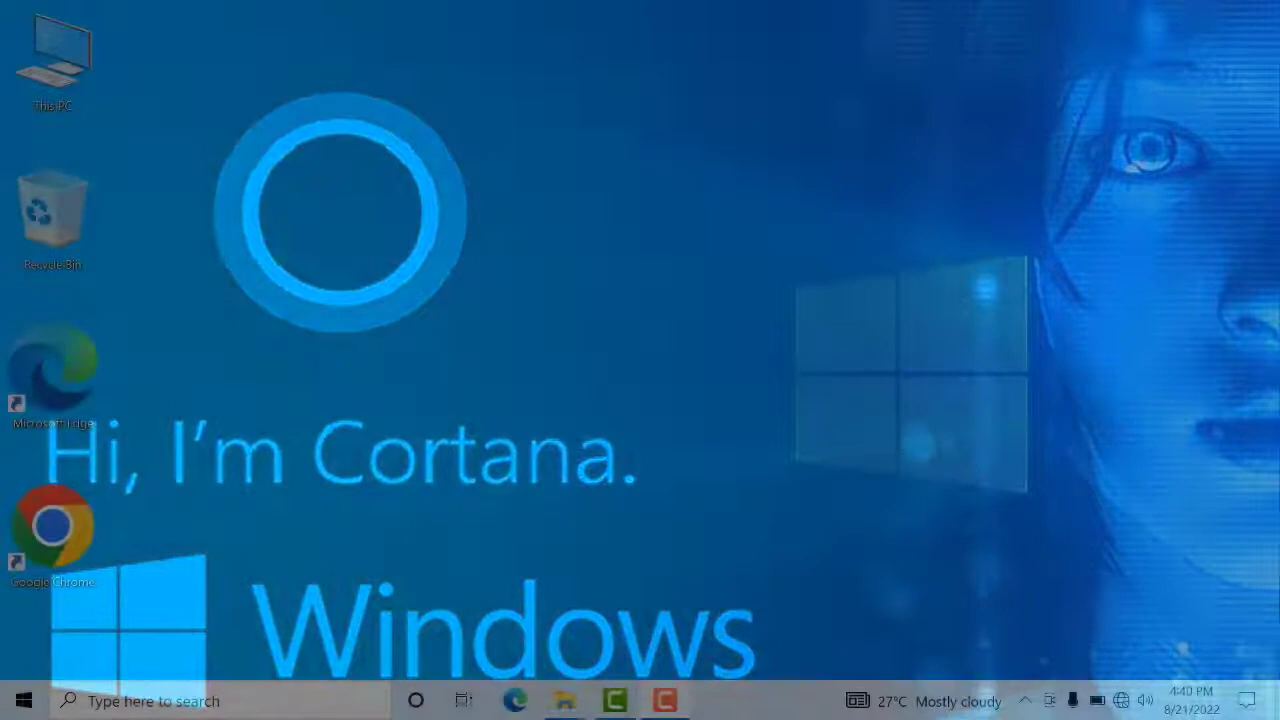 This PC
Recycle Bin
Microsoft Edge
Hi, I'm Cortana.
Google Chrome
Windows
Type here to search
27°C Mostly cloudy
4:40 PM
8/21/2022